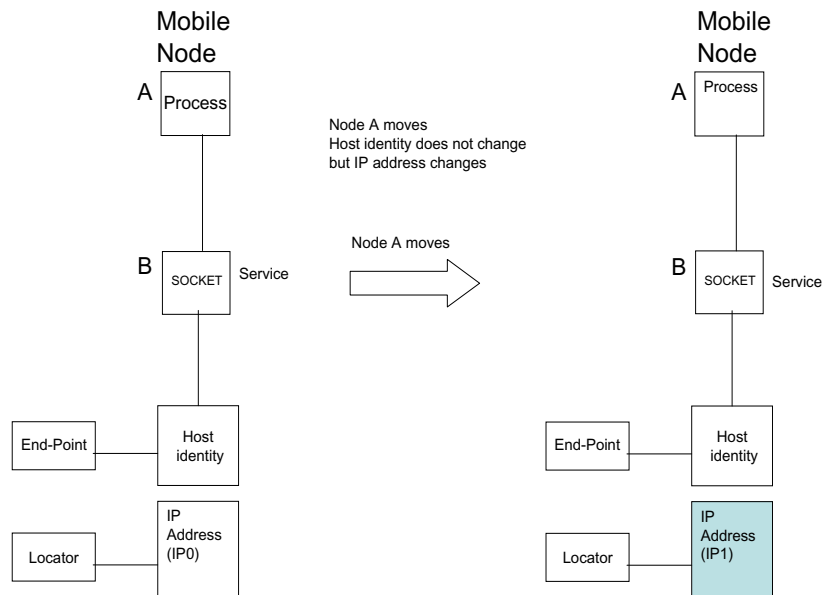 Mobile
Node
A
Process
B
SOCKET
Service
End-Point
Host
identity
Locator
IP
Address
(IP0)
Node A moves
Host identity does not change
but IP address changes
Node A moves
Mobile
Node
A
Process
B
SOCKET
Service
End-Point
Host
identity
Locator
IP
Address
(IP1)